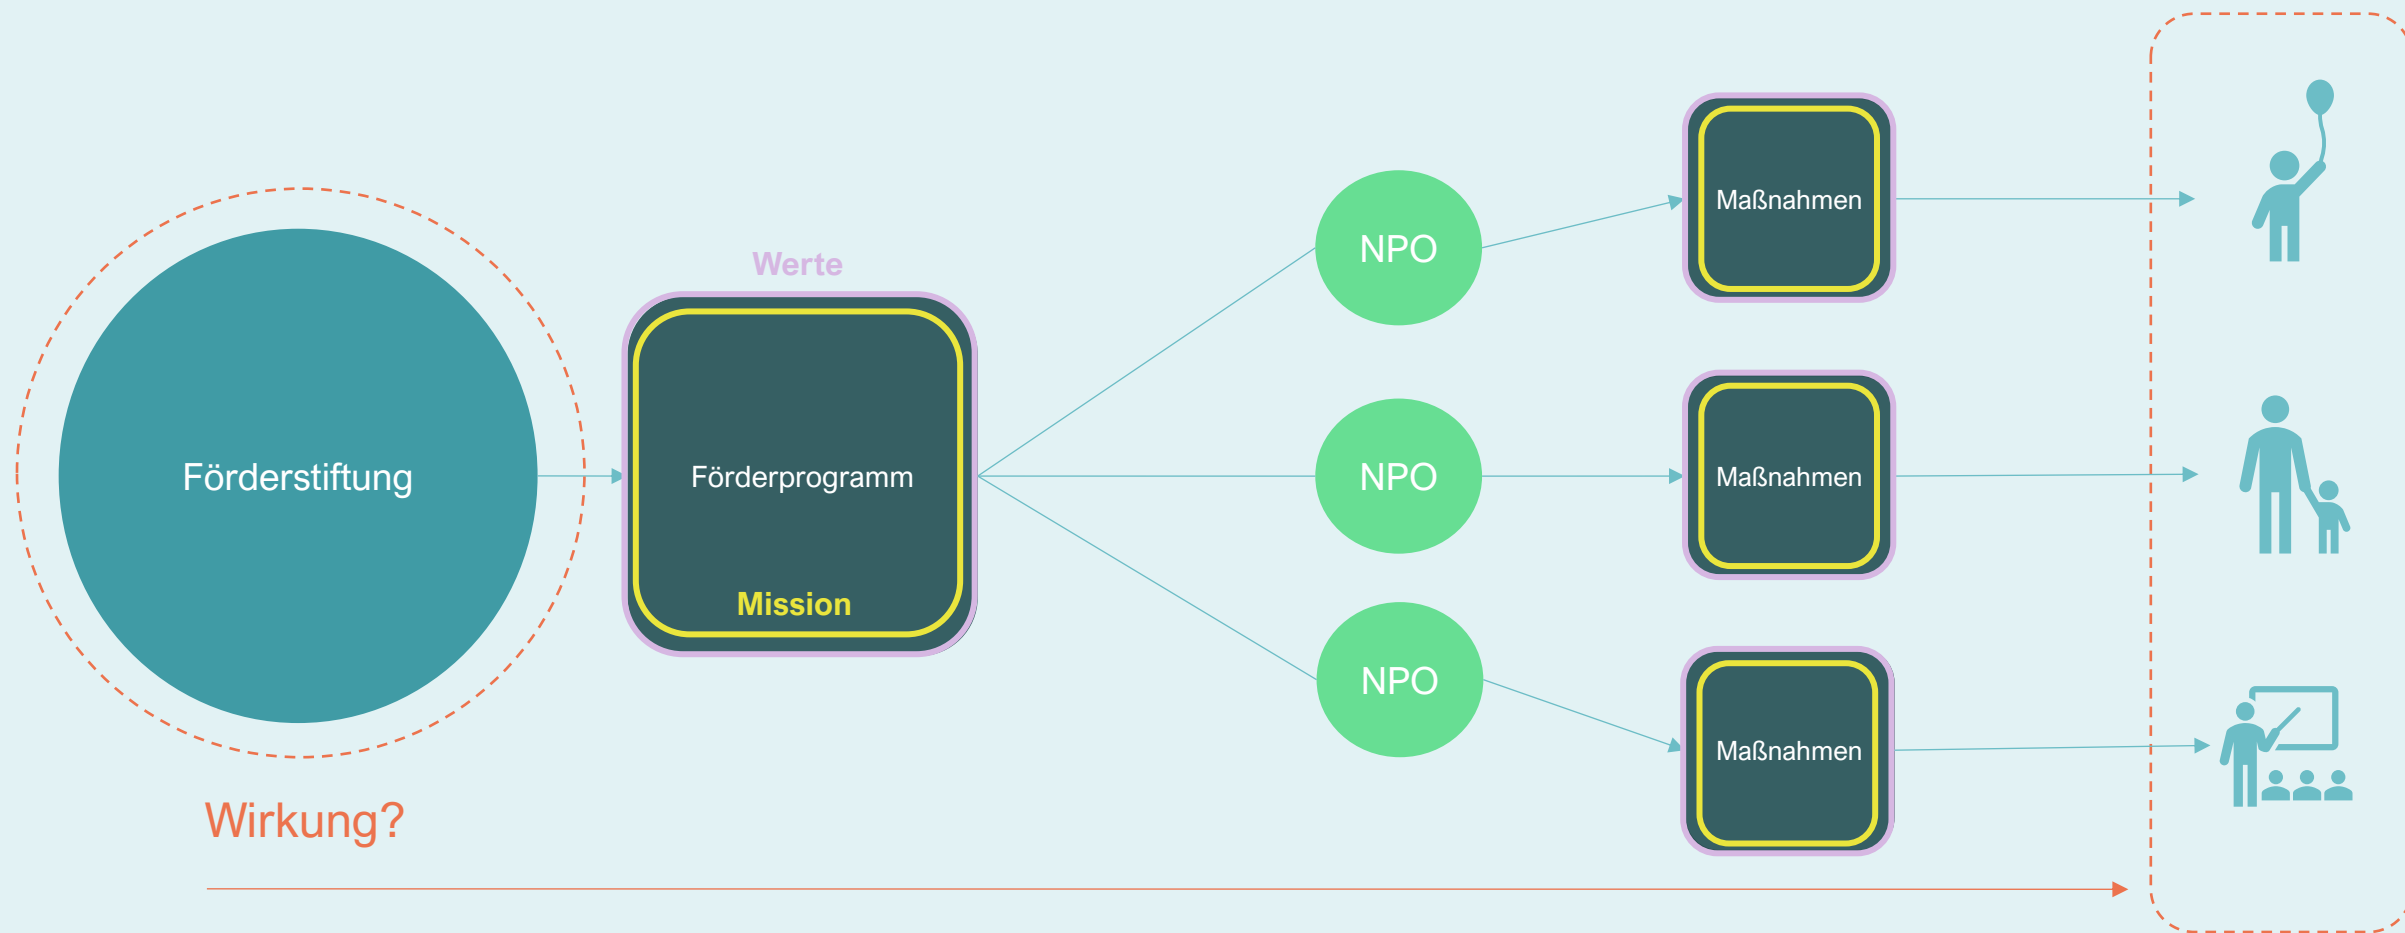 Werte
Förderstiftung
Förderprogramm
Mission
NPO
NPO
NPO
Maßnahmen
Maßnahmen
Maßnahmen
Wirkung?